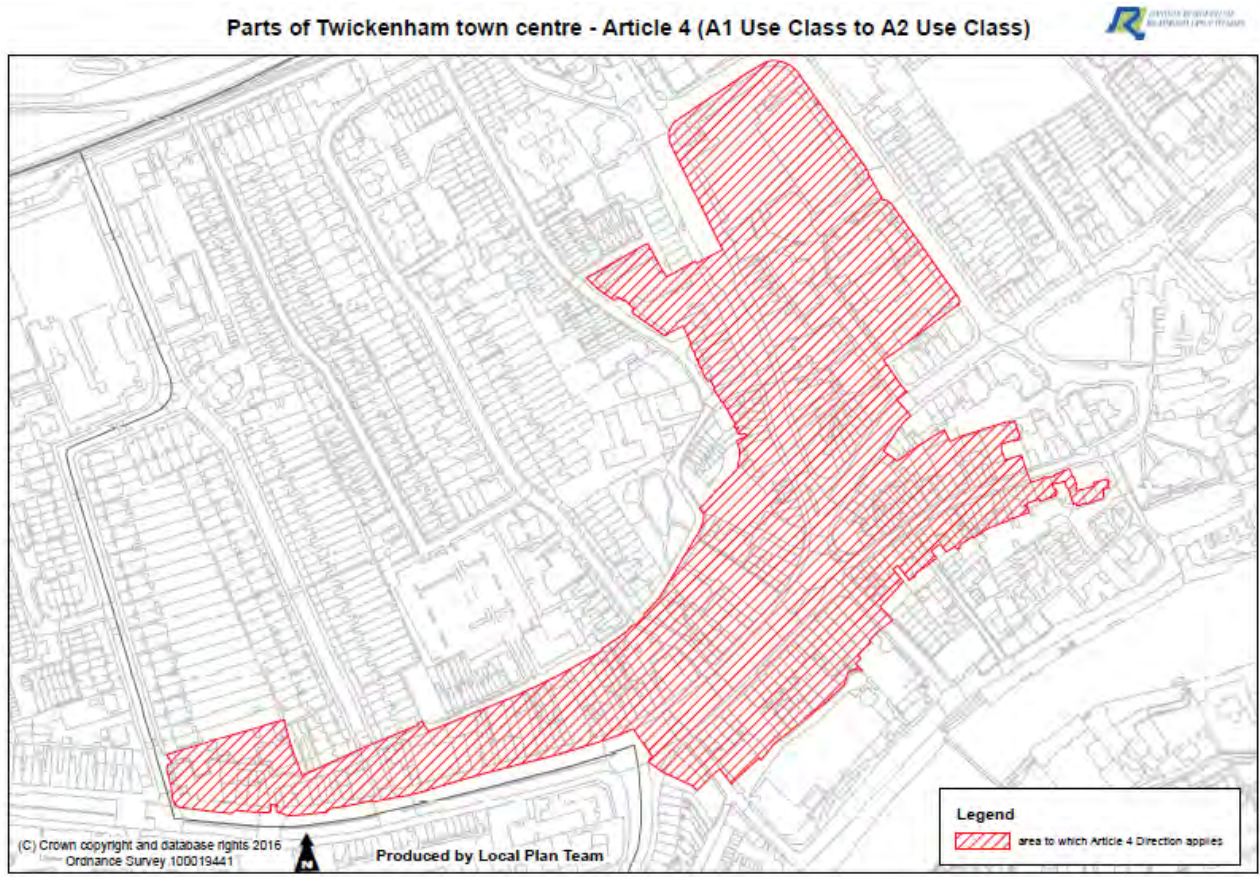 Parts of Twickenham town centre - Article 4 (A1 Use Class to A2 Use Class)
Legend
area to which Article 4 Direction applies
(C) Crown copyright and database rights 2016
Ordnance Survey 100019441
N
Produced by Local Plan Team